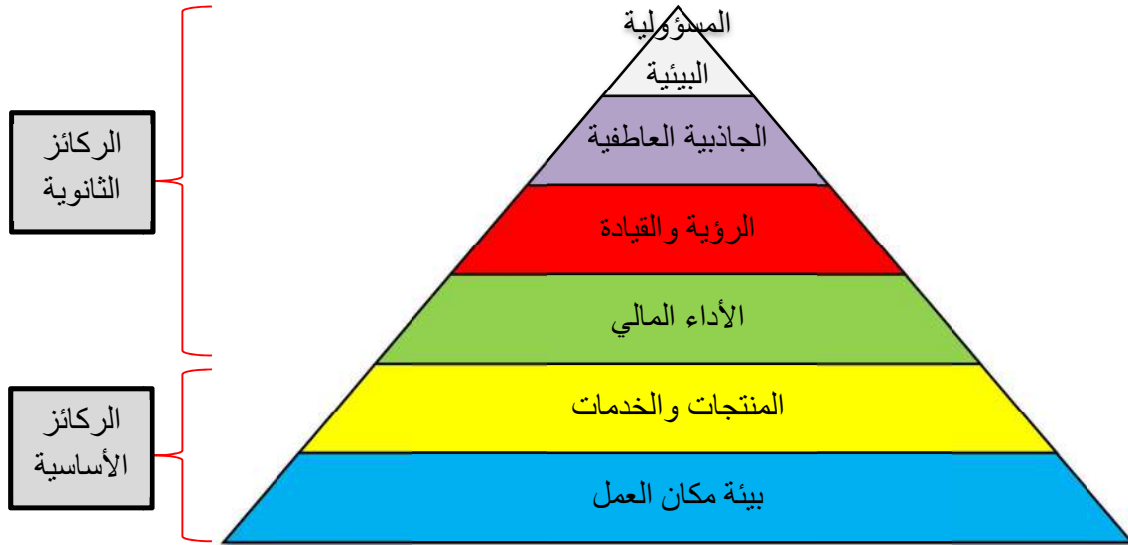 المسؤولية
البيئية
الجاذبية العاطفية
الركائز
الثانوية
الرؤية والقيادة
الأداء المالي
المنتجات والخدمات
الركائز
الأساسية
بيئة مكان العمل